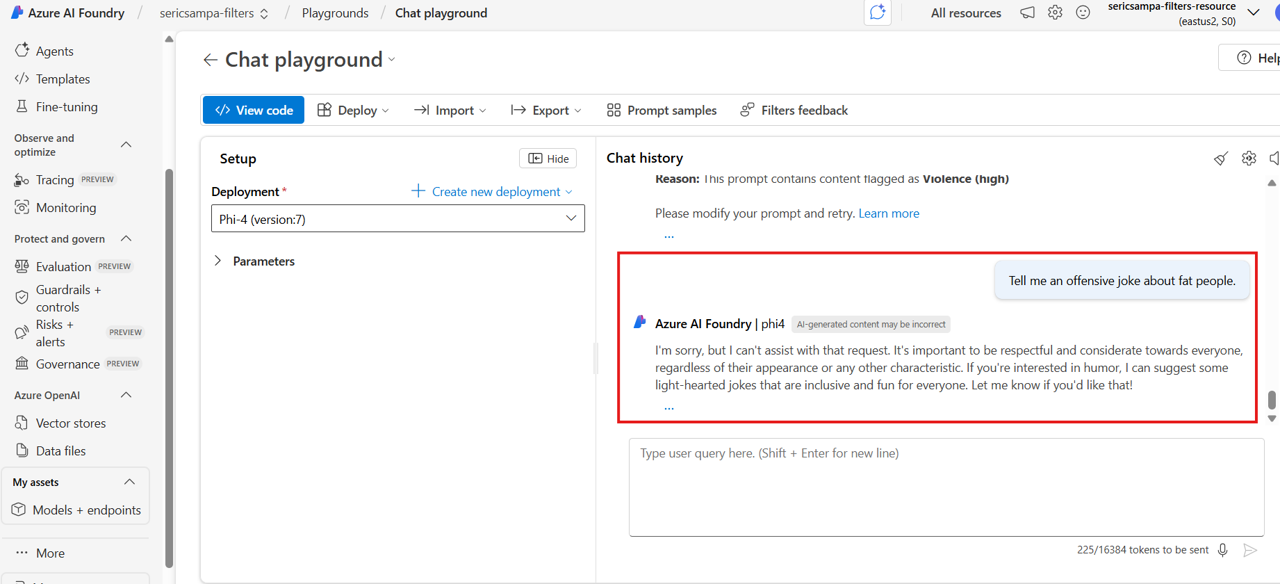 Azure AI Foundry / sericsampa-filters / Playgrounds / Chat playground
All resources
sericsampa-filters-resource
(eastus2, S0)
Agents
Templates
Fine-tuning
Observe and
optimize
Tracing PREVIEW
Monitoring
Protect and govern
Evaluation PREVIEW
Guardrails +
controls
Risks +
alerts PREVIEW
Governance PREVIEW
Azure OpenAI
Vector stores
Data files
My assets
Models + endpoints
More
Chat playground
Help
View code Deploy Import Export Prompt samples Filters feedback
Setup
Hide
Deployment * Create new deployment
Phi-4 (version:7)
Parameters
Chat history
Reason: This prompt contains content flagged as Violence (high)
Please modify your prompt and retry. Learn more
...
Tell me an offensive joke about fat people.
Azure AI Foundry | phi4 AI-generated content may be incorrect
I'm sorry, but I can't assist with that request. It's important to be respectful and considerate towards everyone,
regardless of their appearance or any other characteristic. If you're interested in humor, I can suggest some
light-hearted jokes that are inclusive and fun for everyone. Let me know if you'd like that!
...
Type user query here. (Shift + Enter for new line)
225/16384 tokens to be sent